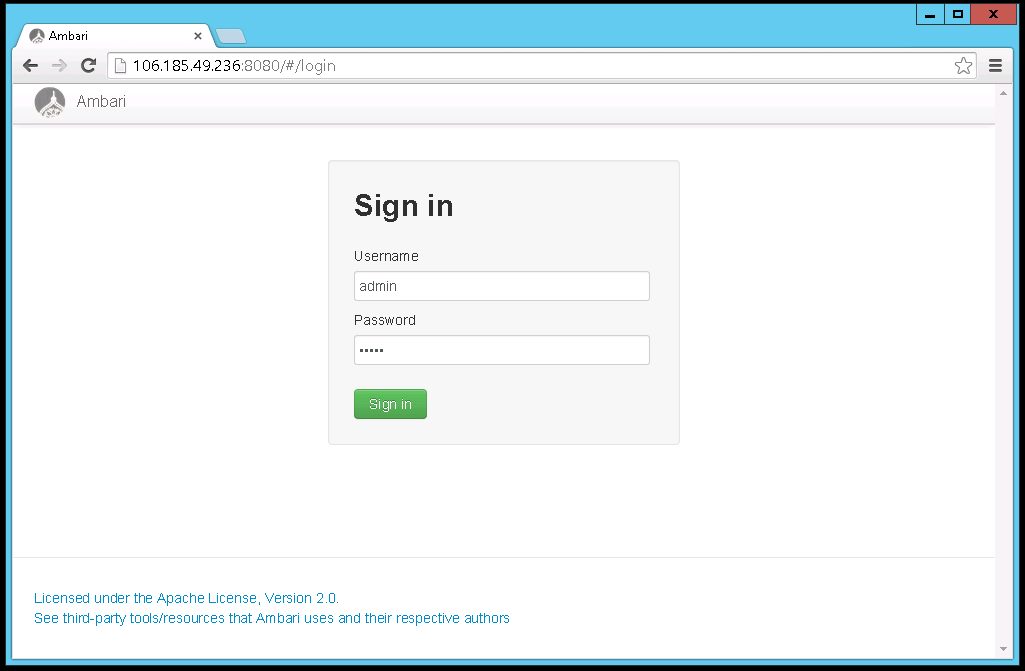 Ambari
106.185.49.236:8080/#/login
Ambari
Sign in
Username
admin
Password
•••••
Sign in
Licensed under the Apache License, Version 2.0.
See third-party tools/resources that Ambari uses and their respective authors